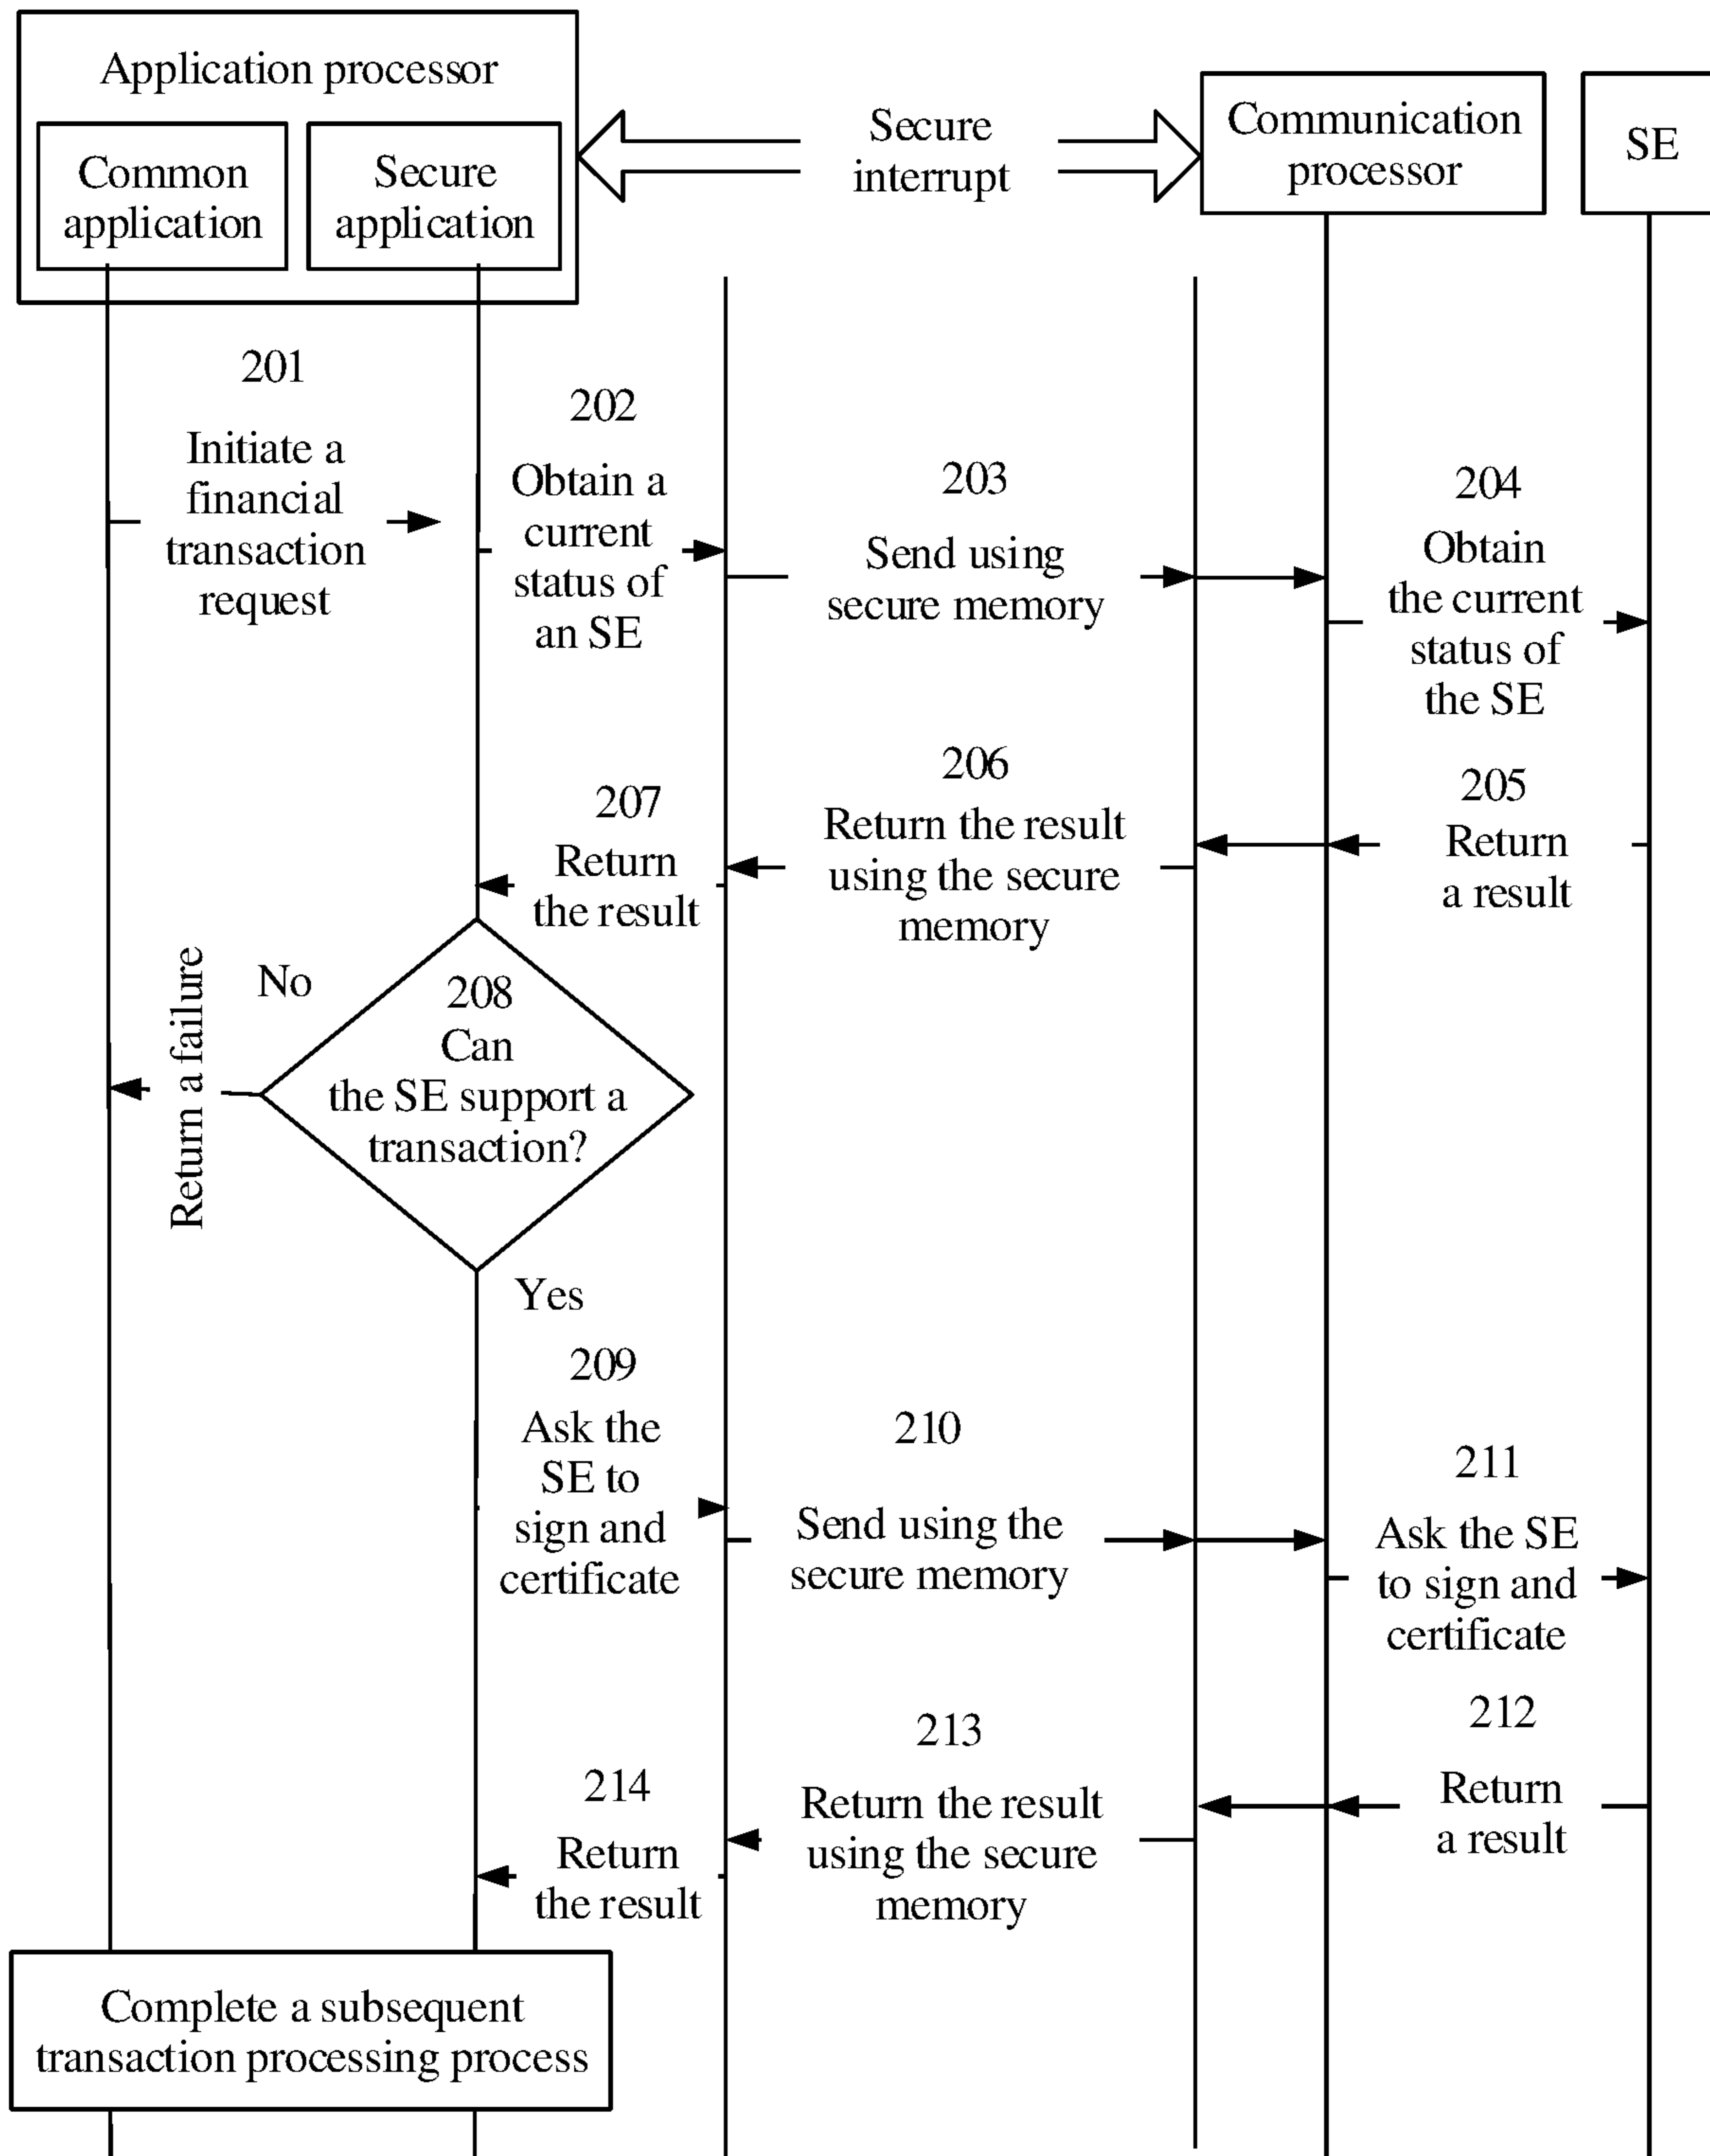 Application processor
Common
application
Secure
application
Secure
interrupt
Communication
processor
SE
201
Initiate a
financial
transaction
request
202
Obtain a
current
status of
an SE
203
Send using
secure memory
204
Obtain
the current
status of
the SE
205
Return
a result
206
Return the result
using the secure
memory
207
Return
the result
208
Can
the SE support a
transaction?
No
Return a failure
Yes
209
Ask the
SE to
sign and
certificate
210
Send using the
secure memory
211
Ask the SE
to sign and
certificate
212
Return
a result
213
Return the result
using the secure
memory
214
Return
the result
Complete a subsequent
transaction processing process